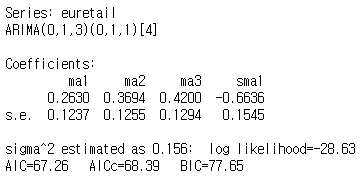 Series: euretail
ARIMA(0,1,3)(0,1,1)[4]
Coefficients:
ma1 ma2 ma3 sma1
0.2630 0.3694 0.4200 -0.6636
s.e. 0.1237 0.1255 0.1294 0.1545
sigma^2 estimated as 0.156: log likelihood=-28.63
AIC=67.26 AICc=68.39 BIC=77.65